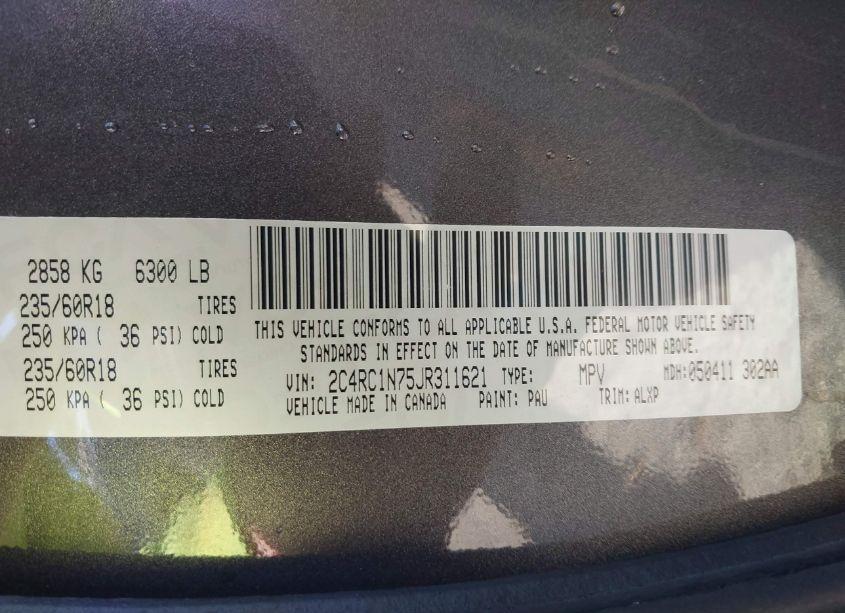 2858 KG 6300 LB
235/60R18 TIRES
250 KPA ( 36 PSI) COLD
235/60R18 TIRES
250 KPA ( 36 PSI) COLD
THIS VEHICLE CONFORMS TO ALL APPLICABLE U.S.A. FEDERAL MOTOR VEHICLE SAFETY
STANDARDS IN EFFECT ON THE DATE OF MANUFACTURE SHOWN ABOVE.
VIN: 2C4RC1N75JR311621 TYPE: MPV MDH:050411 302AA
VEHICLE MADE IN CANADA PAINT: PAU TRIM:ALXP